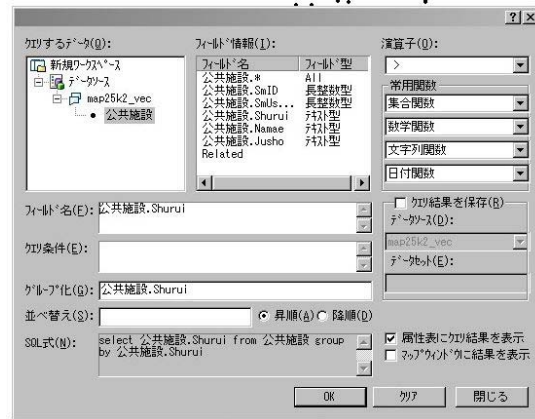 クエリするデータ(Q):
新規ワークスペース
データソース
map25k2_vec
公共施設
フィールド情報(I):
フィールド名 フィールド型
公共施設.* All
公共施設.SmID 長整数型
公共施設.SmUs... 長整数型
公共施設.Shurui テキスト型
公共施設.Namae テキスト型
公共施設.Jusho テキスト型
Related
演算子(O):
>
常用関数
集合関数
数学関数
文字列関数
日付関数
フィールド名(F): 公共施設.Shurui
クエリ条件(E):
グループ化(G): 公共施設.Shurui
並べ替え(S):
昇順(A) 降順(D)
SQL式(N): select 公共施設.Shurui from 公共施設 group
by 公共施設.Shurui
クエリ結果を保存(R)
データソース(D):
map25k2_vec
データセット(E):
属性表にクエリ結果を表示
マップウィンドウに結果を表示
OK
クリア
閉じる